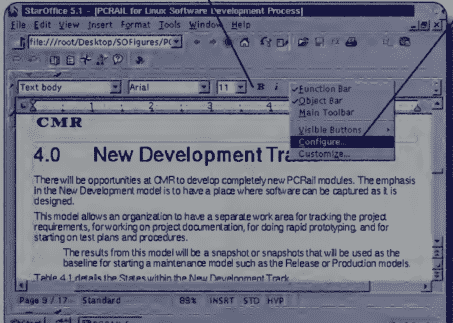 StarOffice 5.1 - [PCRAIL for Linux Software Development Process]
File Edit View Insert Format Tools Window Help
file:///root/Desktop/SOFigures/PC
Text body Arial 11 B i
Function Bar
Object Bar
Main Toolbar
Visible Buttons
Configure...
Customize...
CMR
4.0 New Development Tra
There will be opportunities at CMR to develop completely new PCRail modules. The emphasis
in the New Development model is to have a place where software can be captured as it is
designed.
This model allows an organization to have a separate work area for tracking the project
requirements, for working on project documentation, for doing rapid prototyping, and for
starting on test plans and procedures.
The results from this model will be a snapshot or snapshots that will be used as the
baseline for starting a maintenance model such as the Release or Production models.
Table 4.1 details the States within the New Development Track
Page 9 / 17 Standard 88% INSRT STD HYP